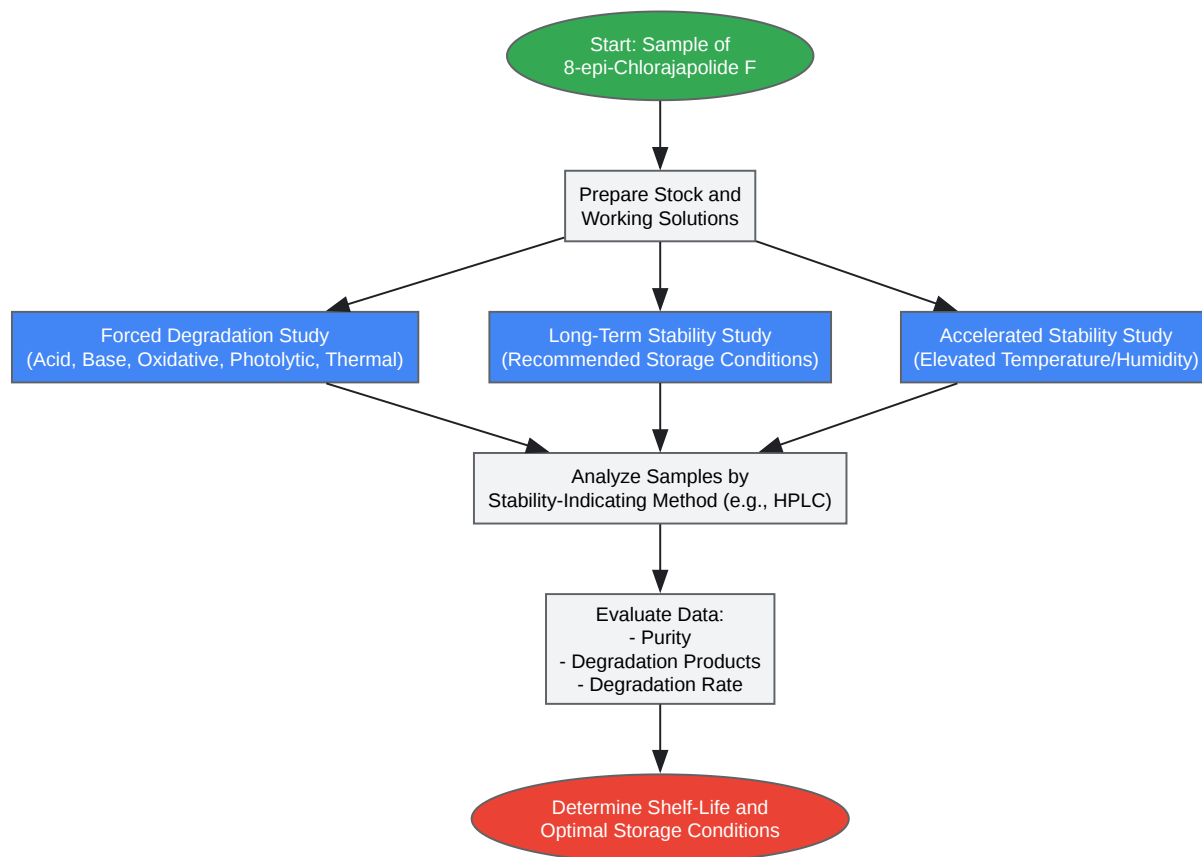 Start: Sample of
8-epi-Chlorajapolide F
Prepare Stock and
Working Solutions
Forced Degradation Study
(Acid, Base, Oxidative, Photolytic, Thermal)
Long-Term Stability Study
(Recommended Storage Conditions)
Accelerated Stability Study
(Elevated Temperature/Humidity)
Analyze Samples by
Stability-Indicating Method (e.g., HPLC)
Evaluate Data:
- Purity
- Degradation Products
- Degradation Rate
Determine Shelf-Life and
Optimal Storage Conditions